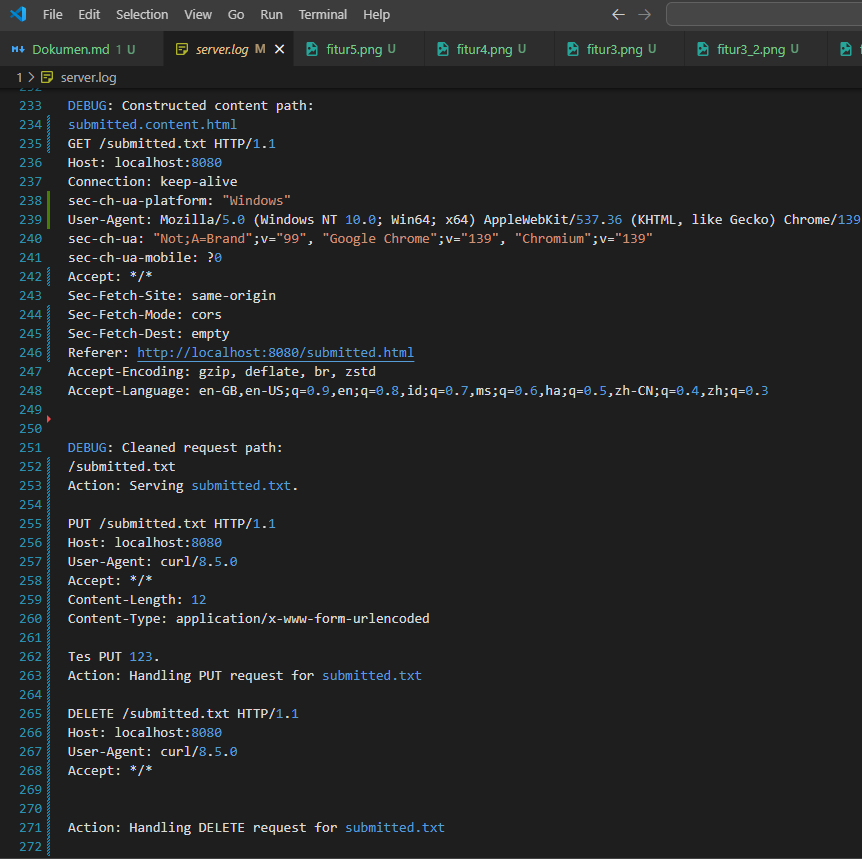 File Edit Selection View Go Run Terminal Help
Dokumen.md 1 U server.log M fitur5.png U fitur4.png U fitur3.png U fitur3_2.png U
1 > server.log
233 DEBUG: Constructed content path:
234 submitted.content.html
235 GET /submitted.txt HTTP/1.1
236 Host: localhost:8080
237 Connection: keep-alive
238 sec-ch-ua-platform: "Windows"
239 User-Agent: Mozilla/5.0 (Windows NT 10.0; Win64; x64) AppleWebKit/537.36 (KHTML, like Gecko) Chrome/139
240 sec-ch-ua: "Not;A=Brand";v="99", "Google Chrome";v="139", "Chromium";v="139"
241 sec-ch-ua-mobile: ?0
242 Accept: */*
243 Sec-Fetch-Site: same-origin
244 Sec-Fetch-Mode: cors
245 Sec-Fetch-Dest: empty
246 Referer: http://localhost:8080/submitted.html
247 Accept-Encoding: gzip, deflate, br, zstd
248 Accept-Language: en-GB,en-US;q=0.9,en;q=0.8,id;q=0.7,ms;q=0.6,ha;q=0.5,zh-CN;q=0.4,zh;q=0.3
249
250
251 DEBUG: Cleaned request path:
252 /submitted.txt
253 Action: Serving submitted.txt.
254
255 PUT /submitted.txt HTTP/1.1
256 Host: localhost:8080
257 User-Agent: curl/8.5.0
258 Accept: */*
259 Content-Length: 12
260 Content-Type: application/x-www-form-urlencoded
261
262 Tes PUT 123.
263 Action: Handling PUT request for submitted.txt
264
265 DELETE /submitted.txt HTTP/1.1
266 Host: localhost:8080
267 User-Agent: curl/8.5.0
268 Accept: */*
269
270
271 Action: Handling DELETE request for submitted.txt
272